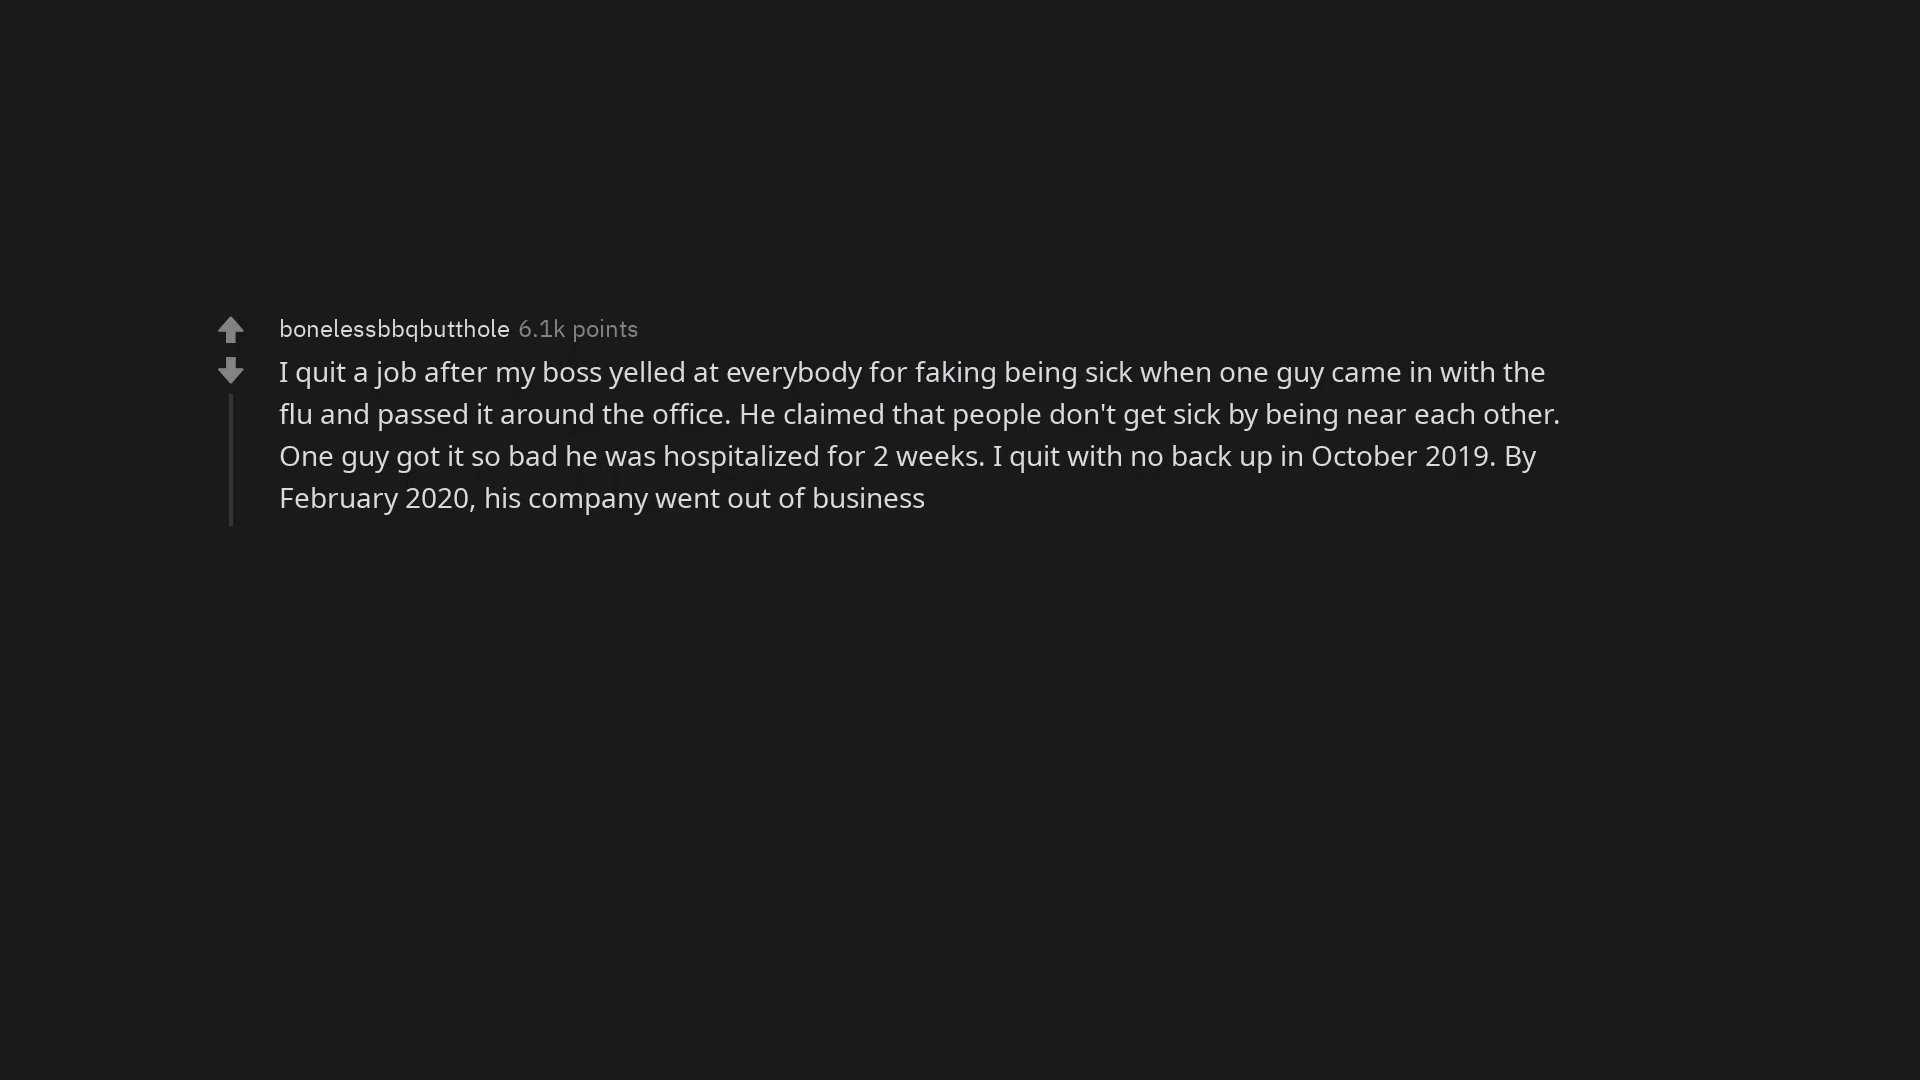 bonelessbbqbutthole 6.1k points
I quit a job after my boss yelled at everybody for faking being sick when one guy came in with the
flu and passed it around the office. He claimed that people don't get sick by being near each other.
One guy got it so bad he was hospitalized for 2 weeks. I quit with no back up in October 2019. By
February 2020, his company went out of business